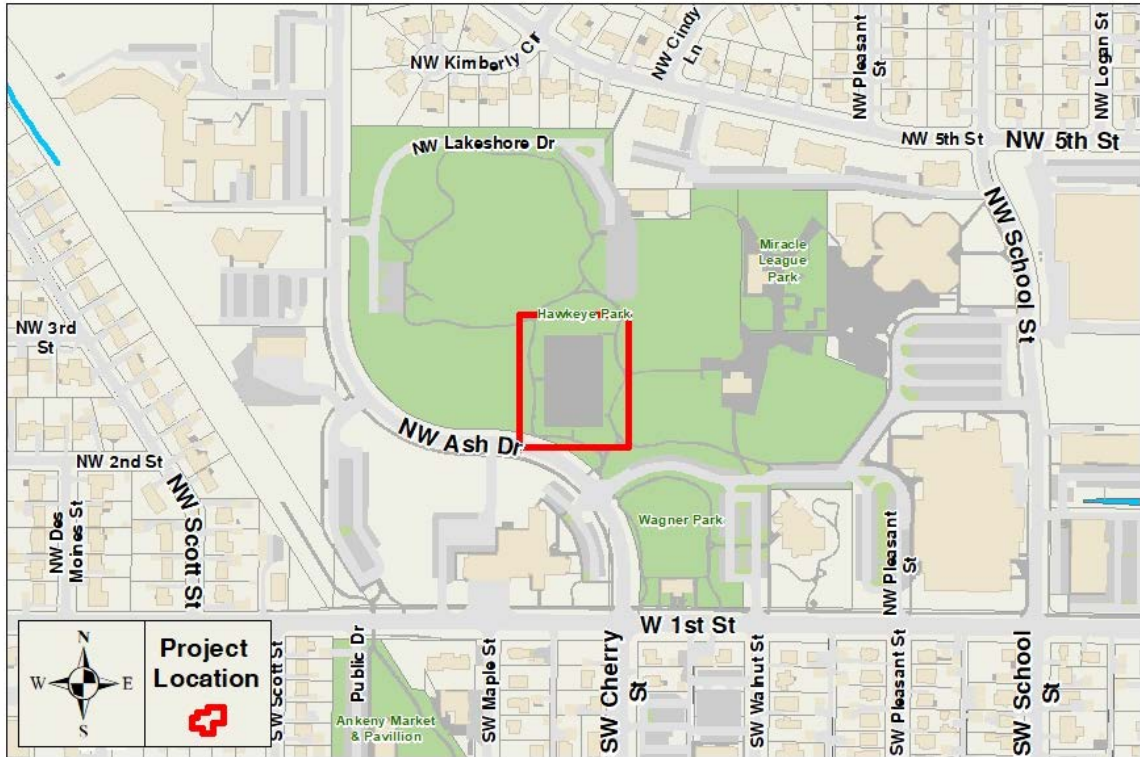 NW Kimberly Cir
NW Cindy
Ln
NW Pleasant
St
NW Logan St
NW 5th St
NW 5th St
NW Lakeshore Dr
NW School St
Miracle
League
Park
Hawkeye Park
NW 3rd
St
NW Ash Dr
NW 2nd St
NW Scott St
NW Des
Moines St
Wagner Park
NW Pleasant
St
W 1st St
N
W
E
S
Project
Location
SW Scott St
Public Dr
Ankeny Market
& Pavillion
SW Maple St
SW Cherry
St
SW Walnut St
SW Pleasant St
SW School
St